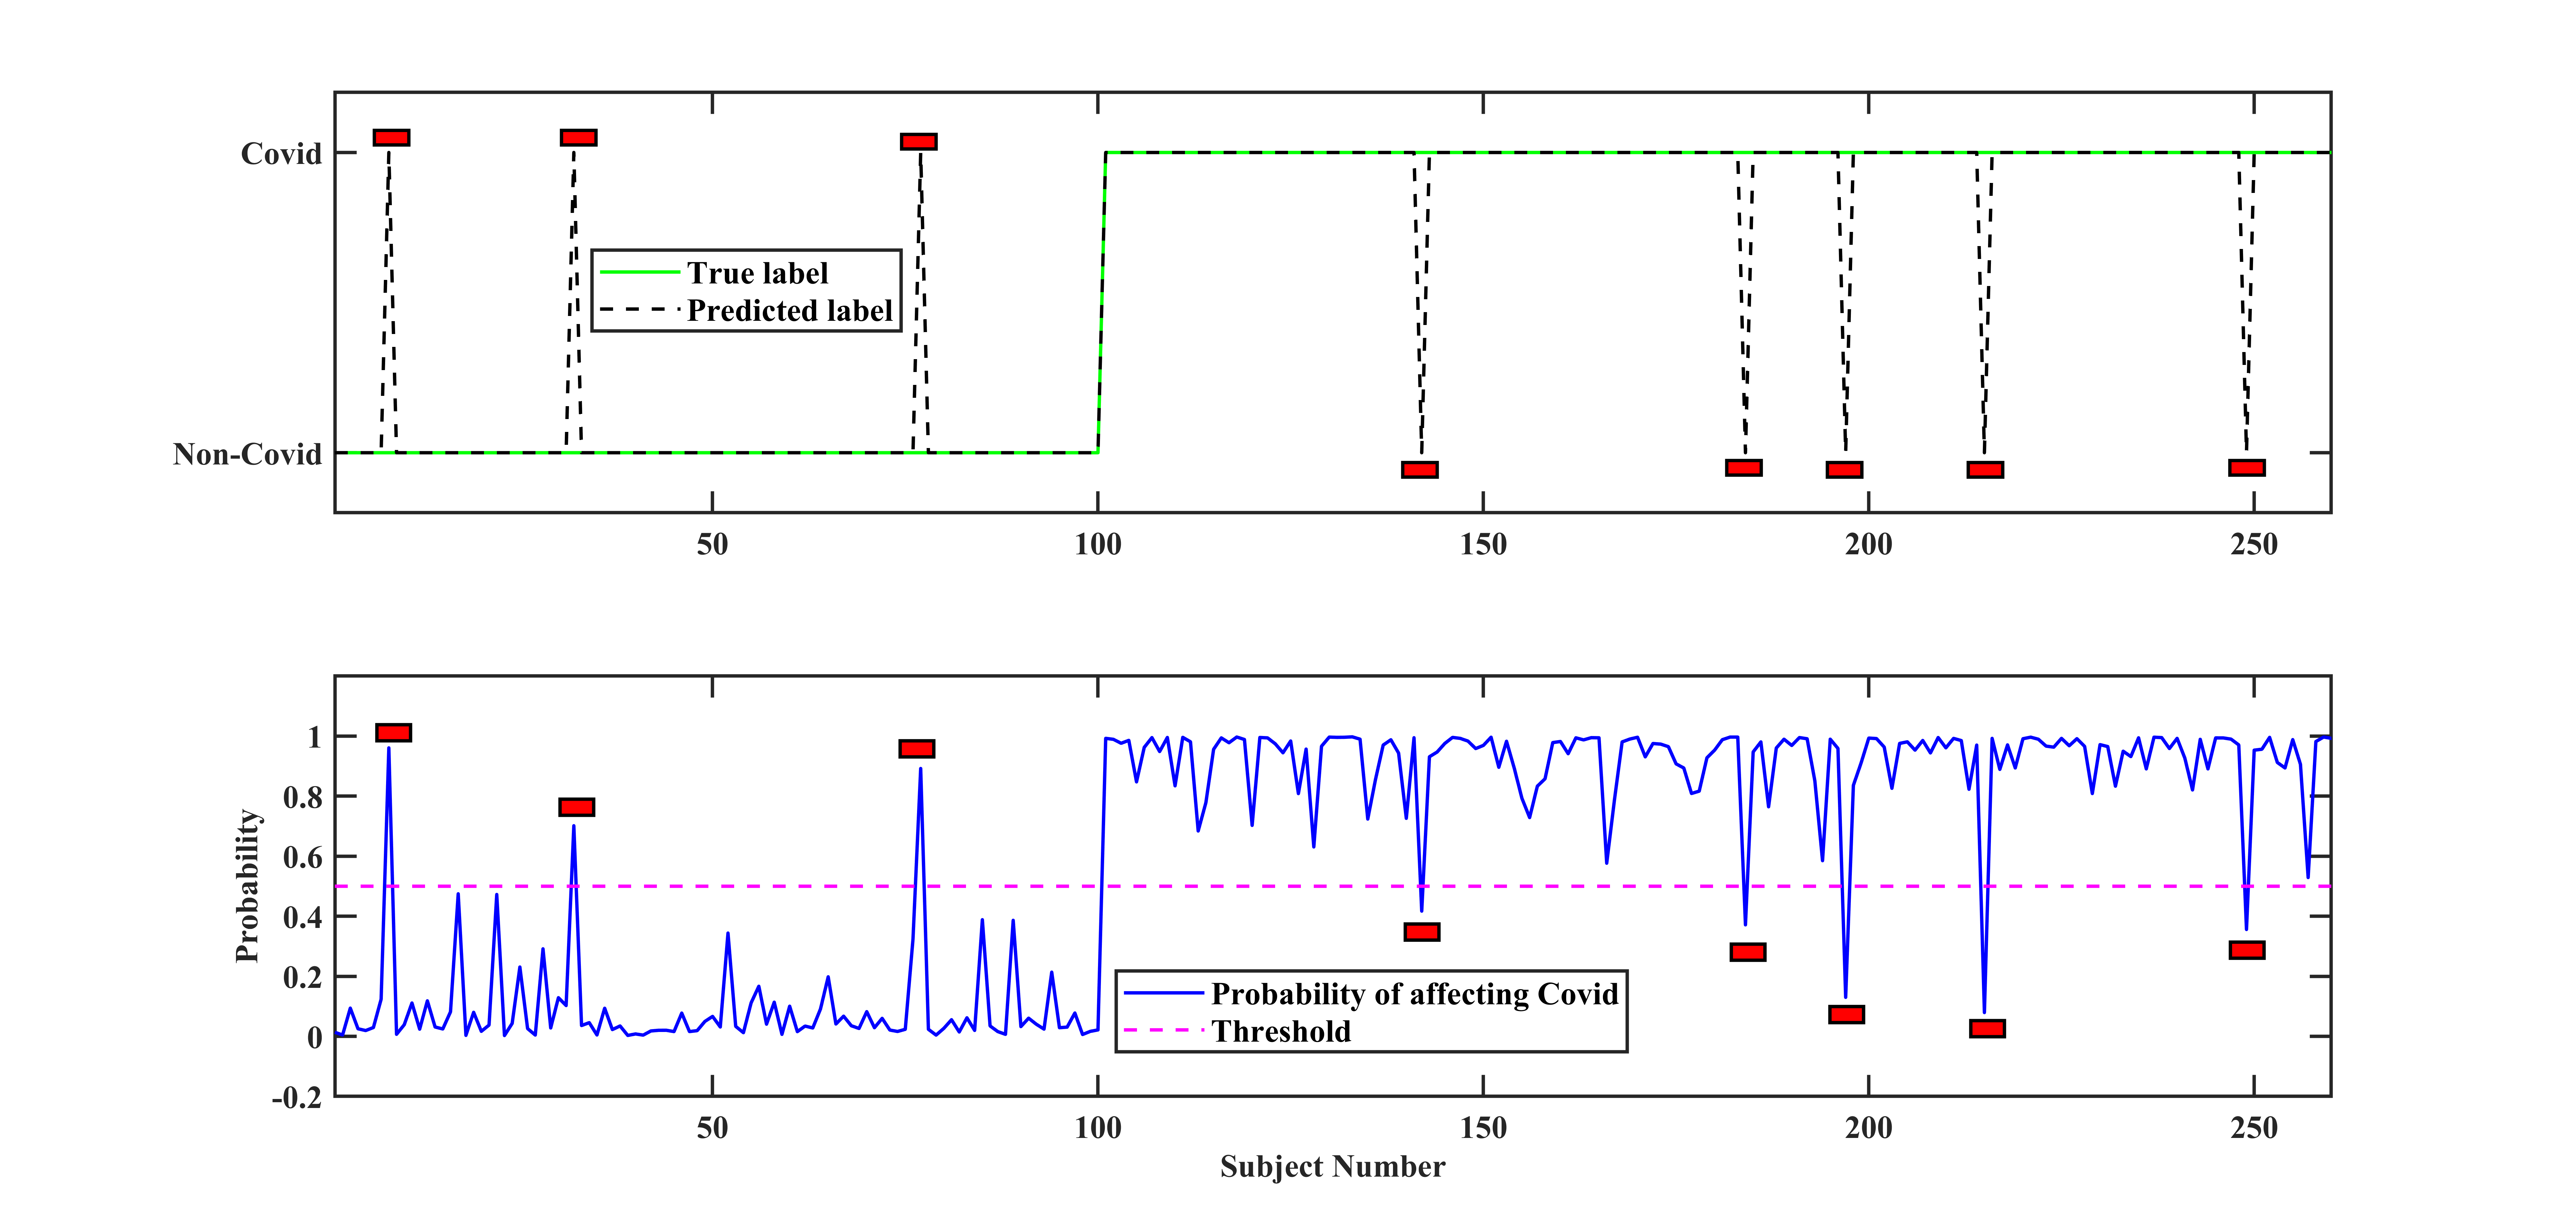 Covid
True label
Predicted label
Non-Covid
50 100 150 200 250
1
0.8
0.6
0.4
0.2
0
-0.2
Probability
Probability of affecting Covid
Threshold
50 100 150 200 250
Subject Number